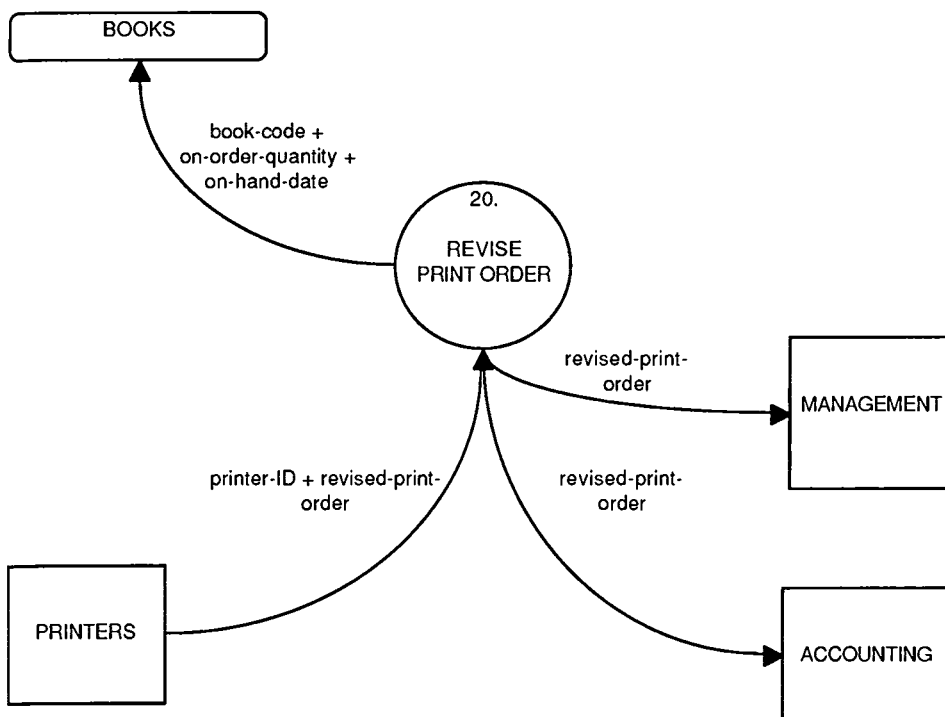 BOOKS
book-code +
on-order-quantity +
on-hand-date
20.
REVISE
PRINT ORDER
revised-print-
order
MANAGEMENT
printer-ID + revised-print-
order
revised-print-
order
PRINTERS
ACCOUNTING